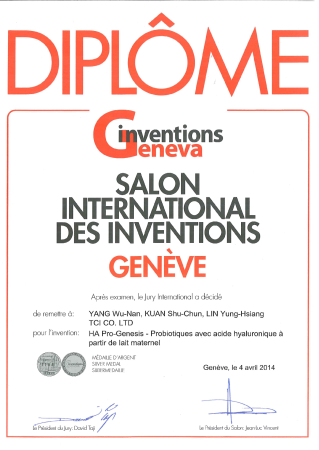 DIPLÔME
inventions
Geneva
SALON
INTERNATIONAL
DES INVENTIONS
GENÈVE
Après examen, le Jury International a décidé
de remettre à: YANG Wu-Nan, KUAN Shu-Chun, LIN Yung-Hsiang
TCI CO. LTD
pour l'invention: HA Pro-Genesis - Probiotiques avec acide hyaluronique à
partir de lait maternel
MÉDAILLE D'ARGENT
SILVER MEDAL
SILBERMEDAILLE
Genève, le 4 avril 2014
Le Président du Jury: David Taji
Le Président du Salon: Jean-Luc Vincent